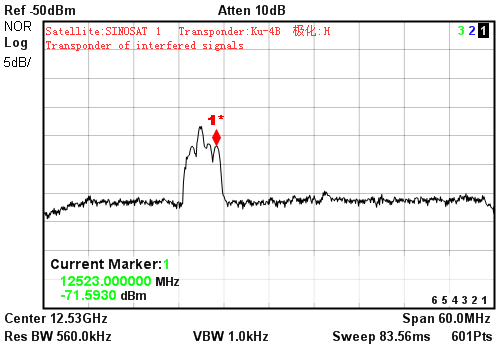 Ref -50dBm Atten 10dB
NOR
Log
5dB/
Satellite:SINOSAT 1 Transponder:Ku-4B 极化:H
Transponder of interfered signals
3 2 1
1*
Current Marker:1
12523.000000 MHz
-71.5930 dBm
6 5 4 3 2 1
Center 12.53GHz Span 60.0MHz
Res BW 560.0kHz VBW 1.0kHz Sweep 83.56ms 601Pts